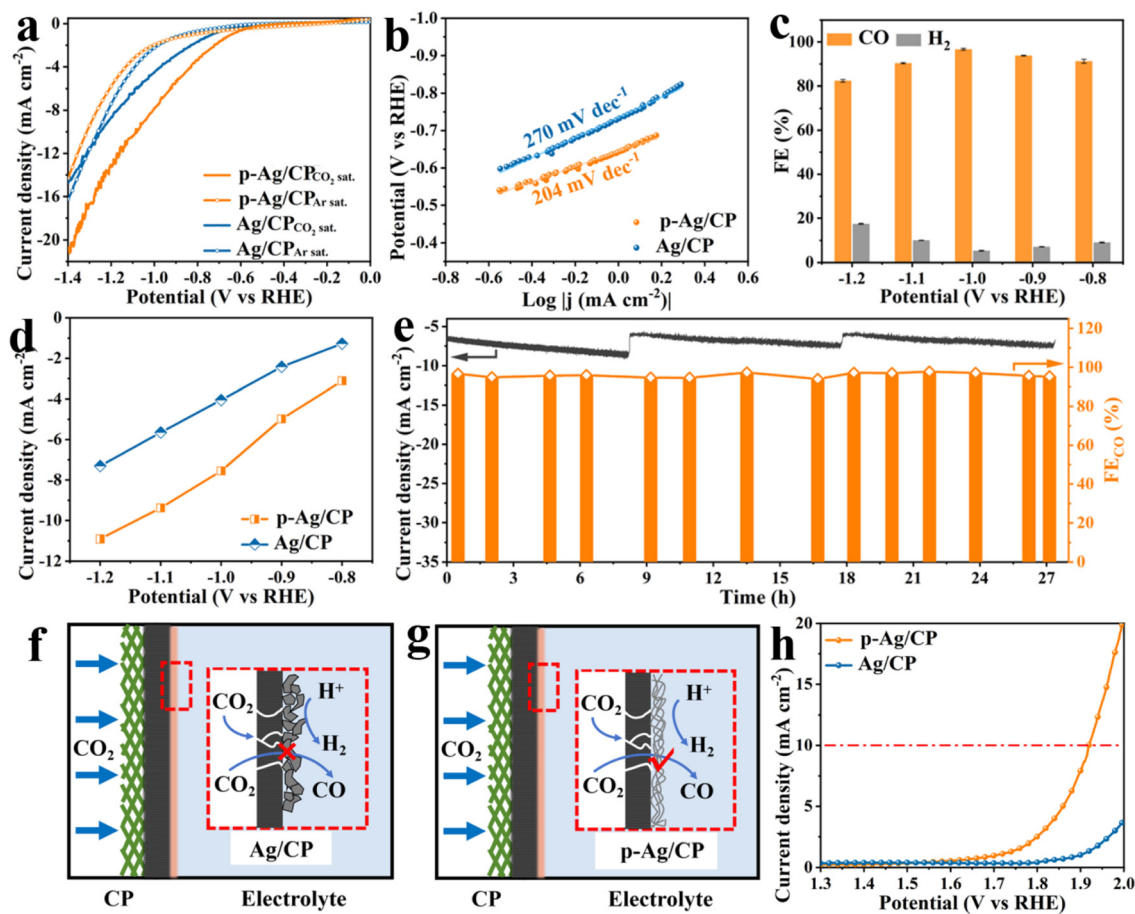 a
Current density (mA cm⁻²)
0
-4
-8
-12
-16
-20
p-Ag/CP CO₂ sat.
p-Ag/CP Ar sat.
Ag/CP CO₂ sat.
Ag/CP Ar sat.
-1.4 -1.2 -1.0 -0.8 -0.6 -0.4 -0.2 0.0
Potential (V vs RHE)
b
Potential (V vs RHE)
-1.0
-0.9
-0.8
-0.7
-0.6
-0.5
-0.4
270 mV dec⁻¹
204 mV dec⁻¹
p-Ag/CP
Ag/CP
-0.8 -0.6 -0.4 -0.2 0.0 0.2 0.4 0.6
Log |j (mA cm⁻²)|
c
FE (%)
100
80
60
40
20
0
CO H₂
-1.2 -1.1 -1.0 -0.9 -0.8
Potential (V vs RHE)
d
Current density (mA cm⁻²)
0
-2
-4
-6
-8
-10
-12
p-Ag/CP
Ag/CP
-1.2 -1.1 -1.0 -0.9 -0.8
Potential (V vs RHE)
e
Current density (mA cm⁻²)
-5
-10
-15
-20
-25
-30
-35
120
100
80
60
40
20
0
FE_CO (%)
0 3 6 9 12 15 18 21 24 27
Time (h)
f
CO₂
CO₂
CO₂
H⁺
H₂
CO
Ag/CP
CP Electrolyte
g
CO₂
CO₂
CO₂
H⁺
H₂
CO
p-Ag/CP
CP Electrolyte
h
Current density (mA cm⁻²)
20
15
10
5
0
p-Ag/CP
Ag/CP
10
1.3 1.4 1.5 1.6 1.7 1.8 1.9 2.0
Potential (V vs RHE)